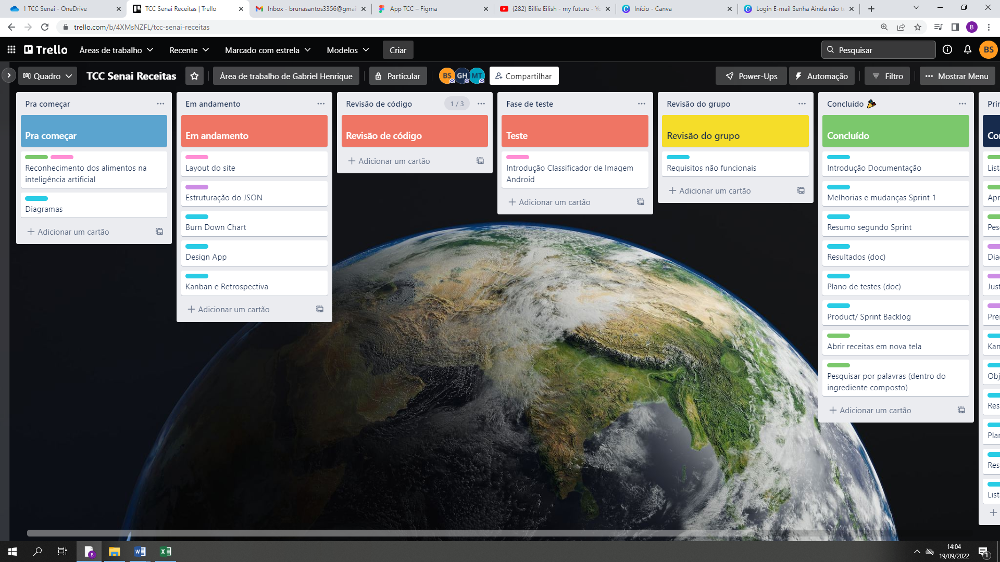 1 TCC Senai - OneDrive
TCC Senai Receitas | Trello
Inbox - brunasantos3356@gmai
App TCC – Figma
(282) Billie Eilish - my future - Yo
Início - Canva
Login E-mail Senha Ainda não te
trello.com/b/4XMsNZFL/tcc-senai-receitas
B
Trello
Áreas de trabalho
Recente
Marcado com estrela
Modelos
Criar
Pesquisar
BS
Quadro
TCC Senai Receitas
Área de trabalho de Gabriel Henrique
Particular
BS
GH
MT
Compartilhar
Power-Ups
Automação
Filtro
Mostrar Menu
Pra começar
Pra começar
Reconhecimento dos alimentos na
inteligência artificial
Diagramas
+ Adicionar um cartão
Em andamento
Em andamento
Layout do site
Estruturação do JSON
Burn Down Chart
Design App
Kanban e Retrospectiva
+ Adicionar um cartão
Revisão de código
1 / 3
Revisão de código
+ Adicionar um cartão
Fase de teste
Teste
Introdução Classificador de Imagem
Android
+ Adicionar um cartão
Revisão do grupo
Revisão do grupo
Requisitos não funcionais
+ Adicionar um cartão
Concluído 🎉
Concluído
Introdução Documentação
Melhorias e mudanças Sprint 1
Resumo segundo Sprint
Resultados (doc)
Plano de testes (doc)
Product/ Sprint Backlog
Abrir receitas em nova tela
Pesquisar por palavras (dentro do
ingrediente composto)
+ Adicionar um cartão
Prin
Con
List
Apr
Pes
Dia
Just
Pre
Kan
Obj
Res
Plan
Res
List
+
14:04
19/09/2022
1